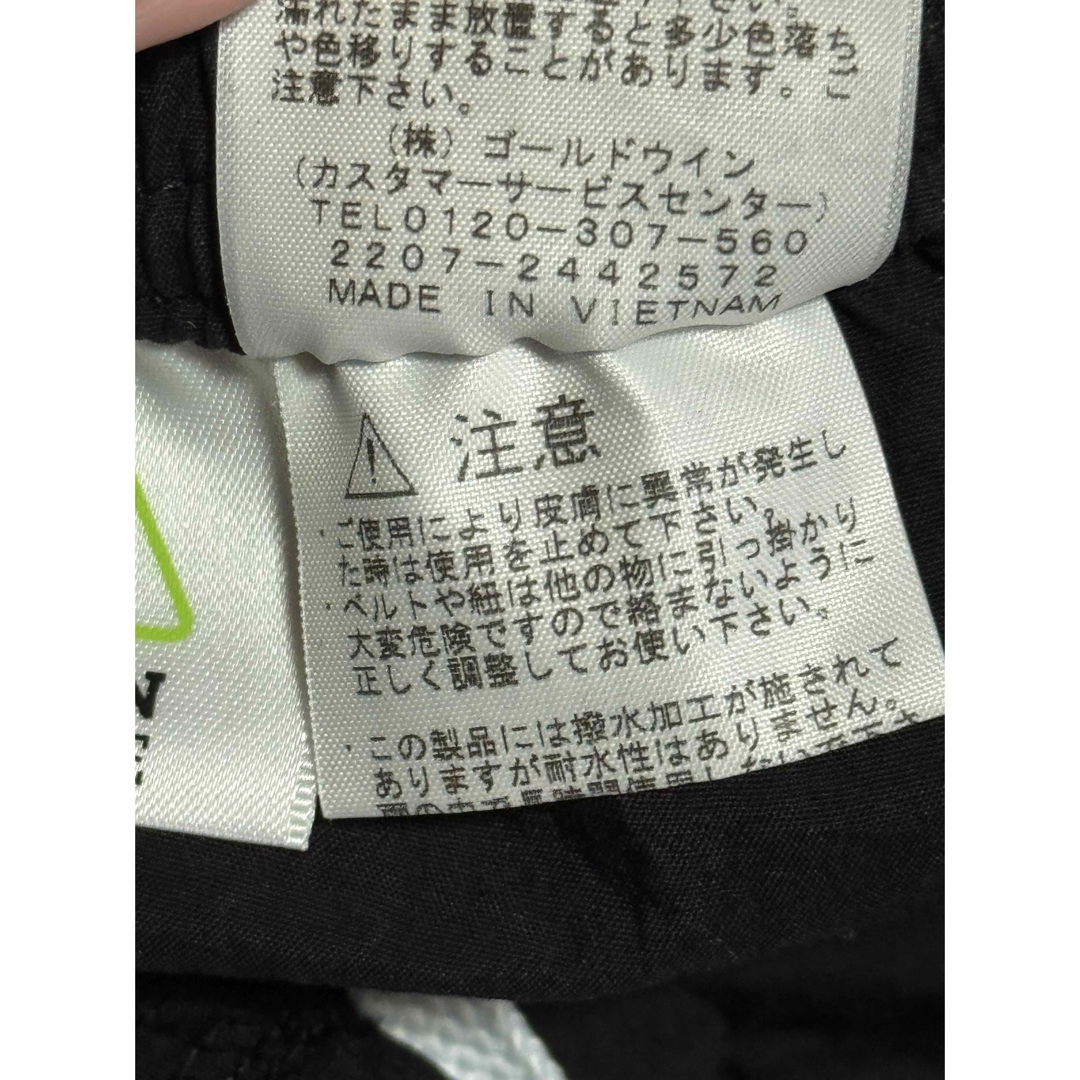 濡れたまま放置すると多少色落ち
や色移りすることがあります。ご
注意下さい。
(株) ゴールドウイン
(カスタマーサービスセンター)
TEL0120-307-560
2207-2442572
MADE IN VIETNAM
注意
・ご使用により皮膚に異常が発生し
た時は使用を止めて下さい。
・ベルトや紐は他の物に引っ掛かり
大変危険ですので絡まないように
正しく調整してお使い下さい。
・この製品には撥水加工が施されて
ありますが耐水性はありません。
N
E